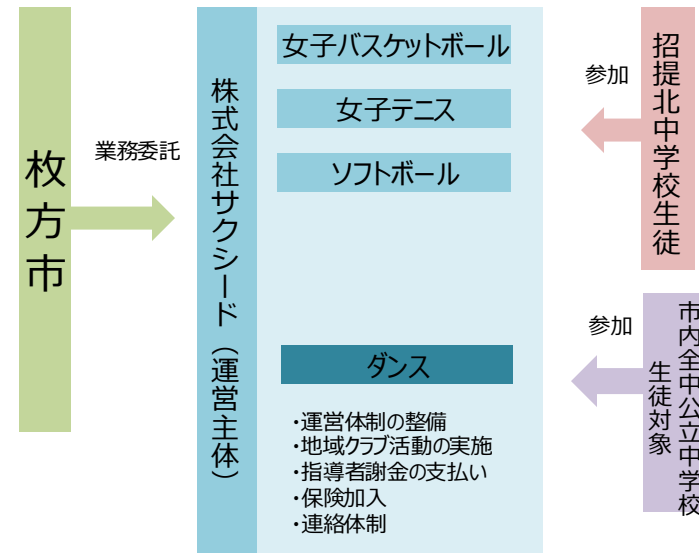 枚方市
業務委託
株式会社サクシード（運営主体）
女子バスケットボール
女子テニス
ソフトボール
ダンス
・運営体制の整備
・地域クラブ活動の実施
・指導者謝金の支払い
・保険加入
・連絡体制
参加
招提北中学校生徒
参加
市内全中公立中学校
生徒対象